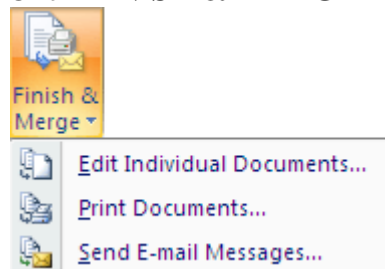 Finish &
Merge
Edit Individual Documents...
Print Documents...
Send E-mail Messages...